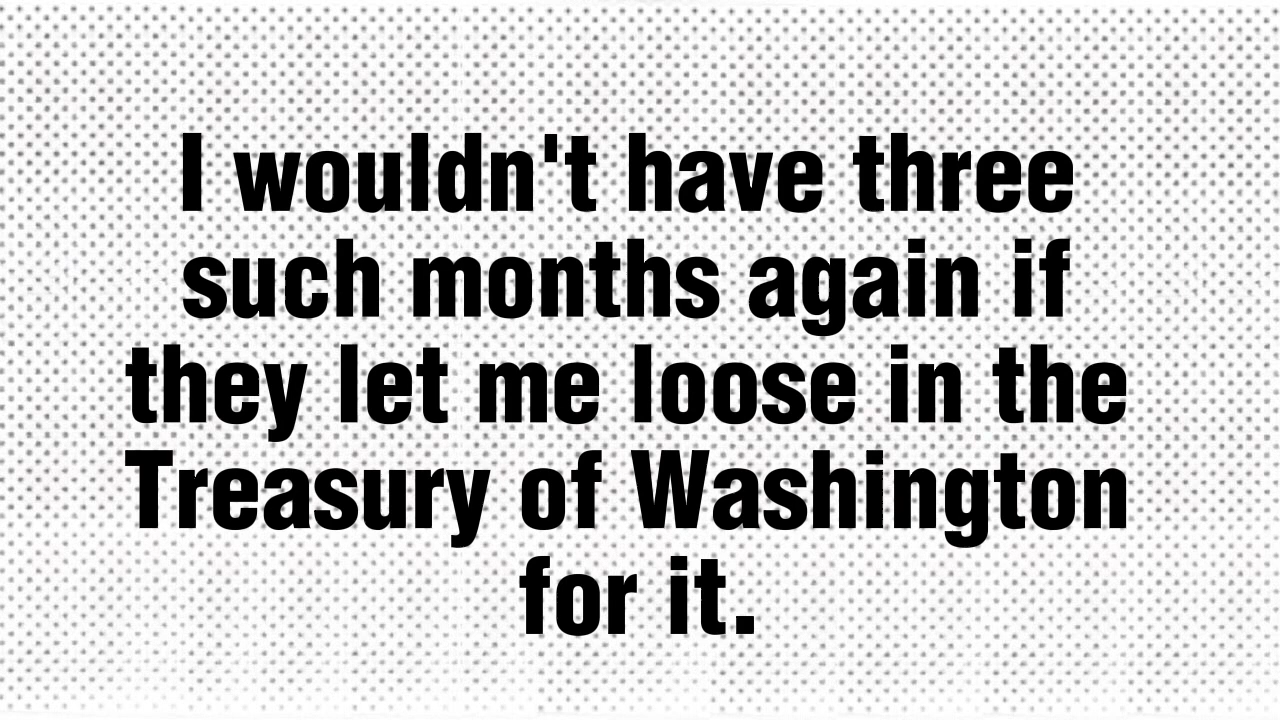 I wouldn't have three
such months again if
they let me loose in the
Treasury of Washington
for it.